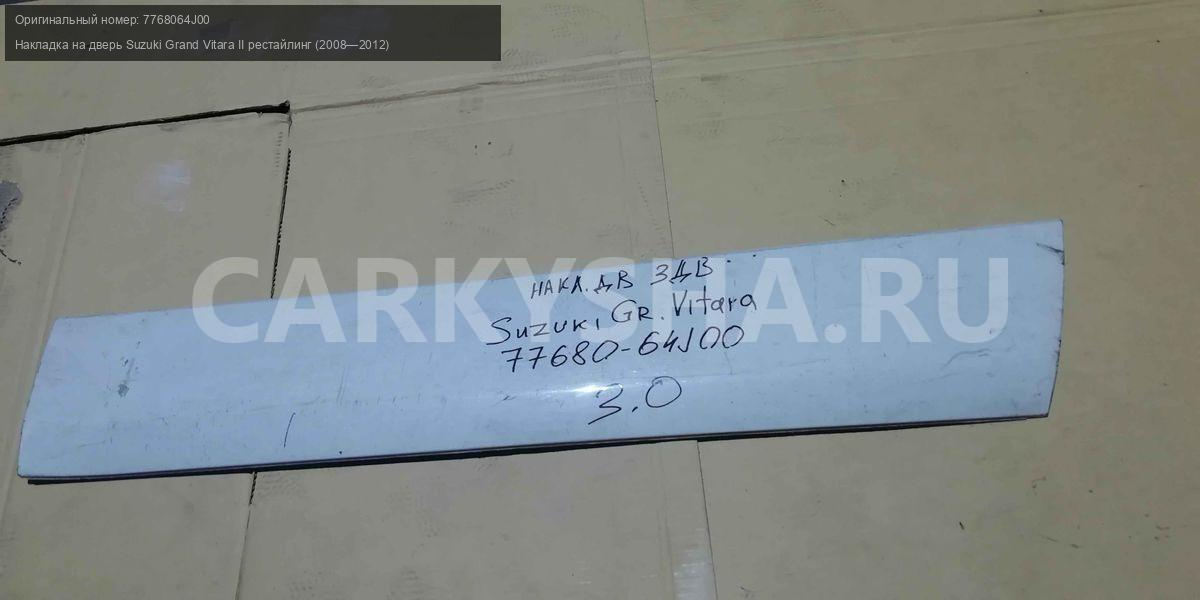 Оригинальный номер: 7768064J00
Накладка на дверь Suzuki Grand Vitara II рестайлинг (2008—2012)
CARKYSHA.RU
НАКЛ. ДВ ЗДВ
Suzuki GR. Vitara
77680-64J00
3.0